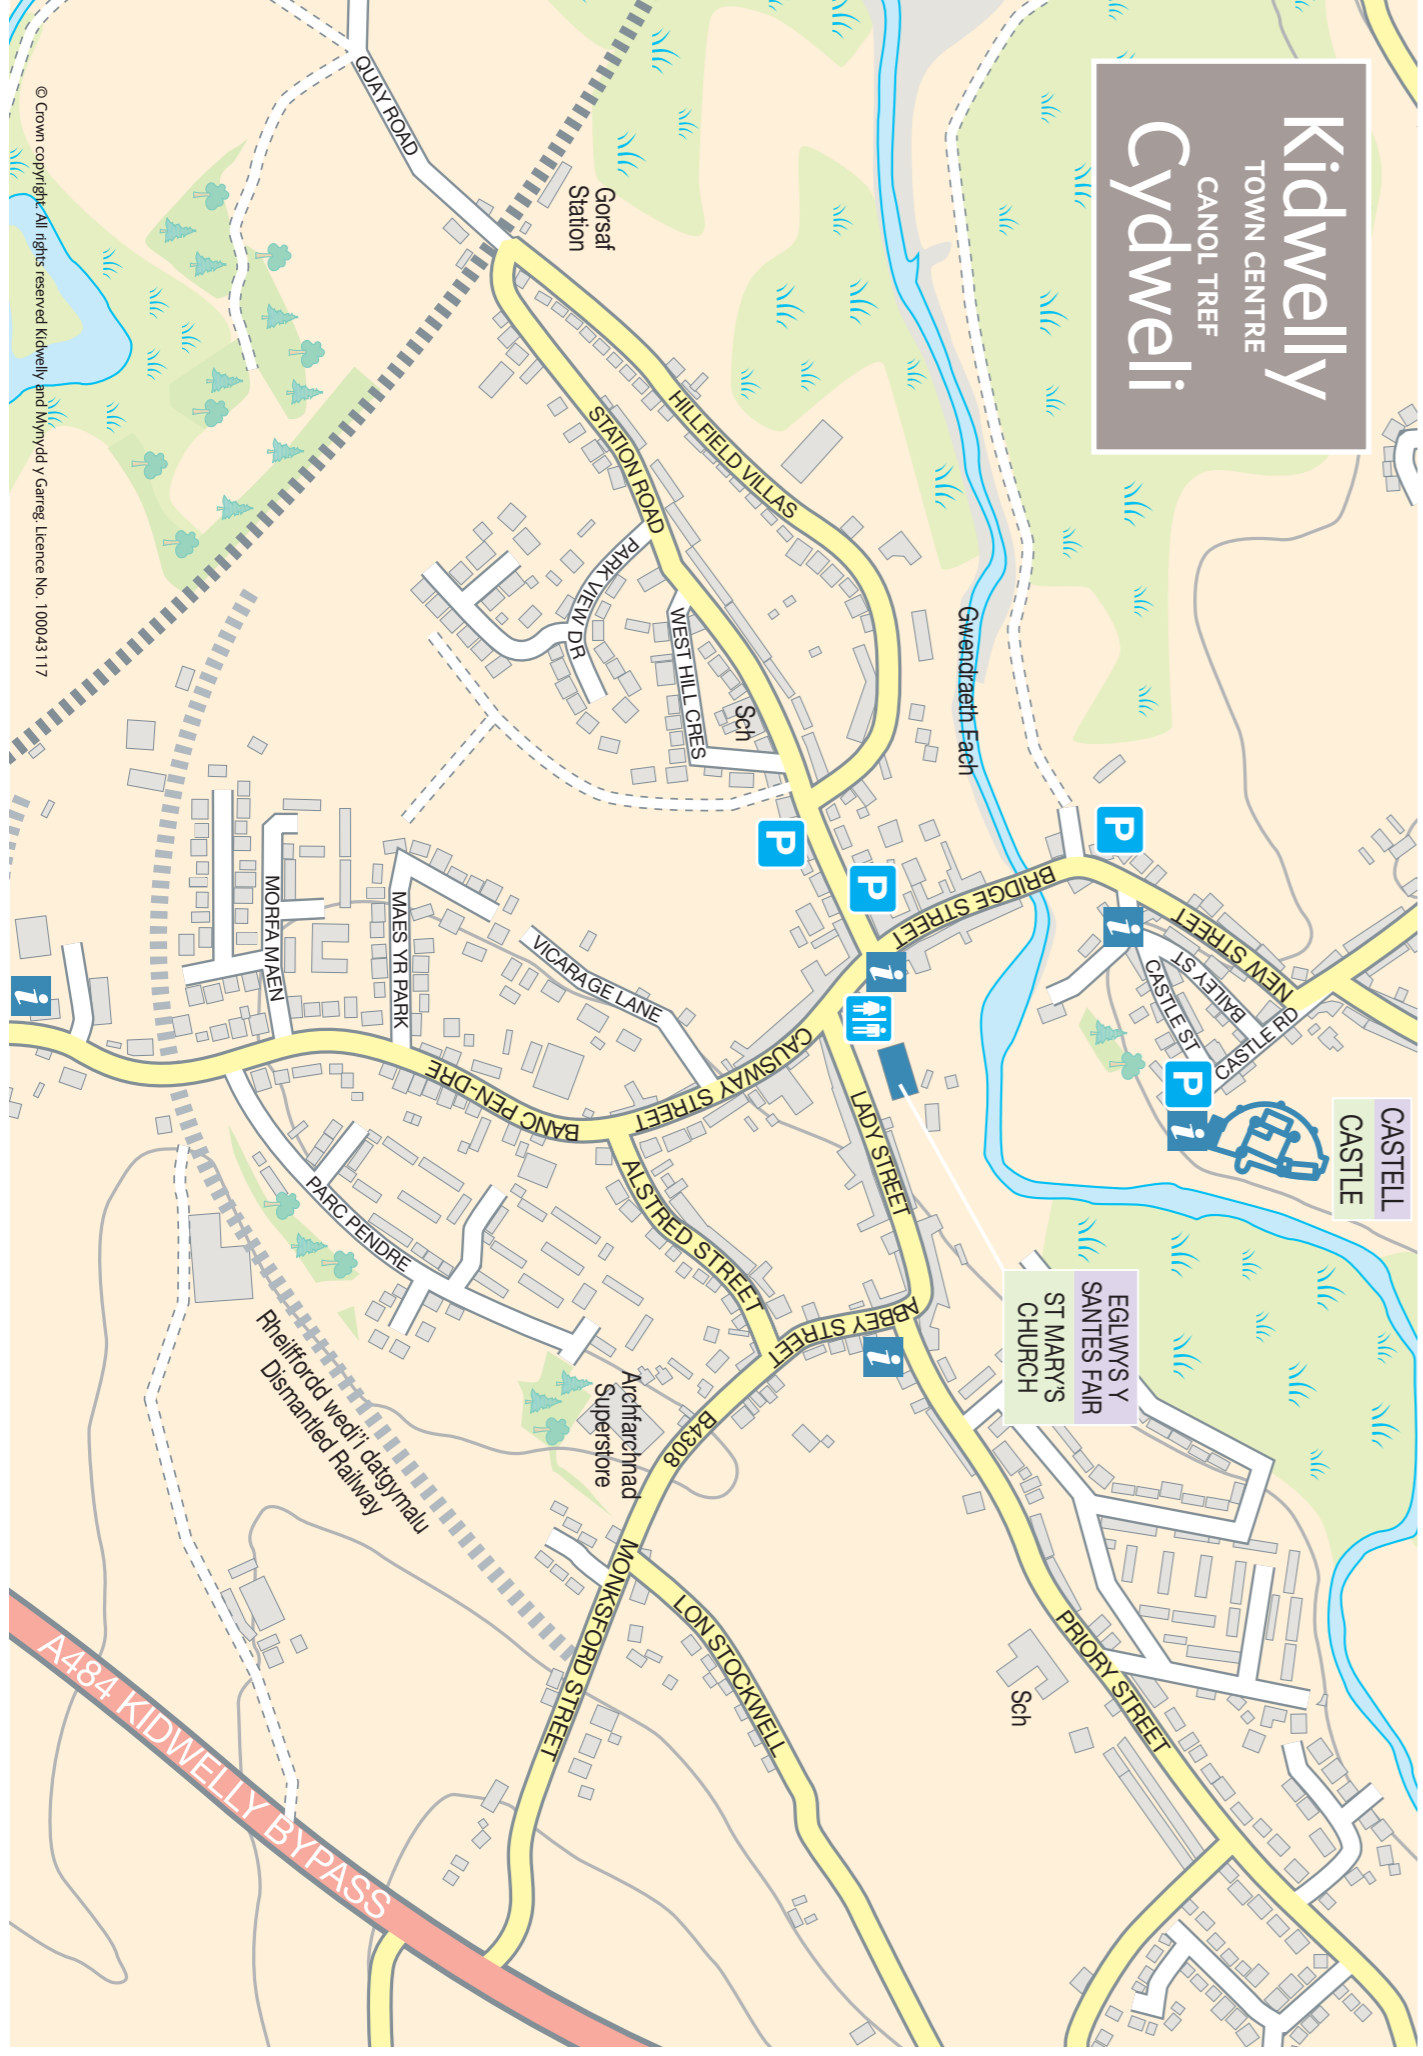 Kidwelly
TOWN CENTRE
CANOL TREF
Cydweli
CASTELL
CASTLE
EGLWYS Y
SANTES FAIR
ST MARY'S
CHURCH
QUAY ROAD
Gorsaf
Station
HILLFIELD VILLAS
STATION ROAD
PARK VIEW DR
WEST HILL CRES
Sch
Gwendraeth Fach
P
P
P
P
i
i
i
i
i
BRIDGE STREET
NEW STREET
BAILEY ST
CASTLE ST
CASTLE RD
LADY STREET
CAUSWAY STREET
VICARAGE LANE
MAES YR PARK
MORFA MAEN
BANC PEN-DRE
ALSTRED STREET
ABBEY STREET
PARC PENDRE
Archfarchnad
Superstore
B4308
Rheilffordd wedi'i datgymalu
Dismantled Railway
MONKSFORD STREET
LON STOCKWELL
PRIORY STREET
Sch
A484 KIDWELLY BYPASS
© Crown copyright. All rights reserved Kidwelly and Mynydd y Garreg. Licence No. 100043117